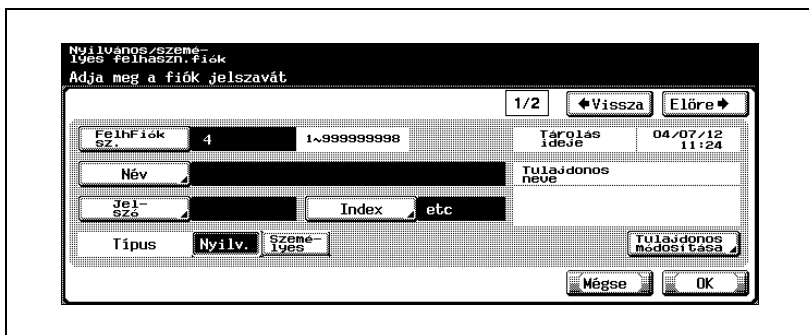 Nyilvános/szemé-
lyes felhaszn.fiók
Adja meg a fiók jelszavát
1/2
Vissza
Előre
FelhFiók
sz.
4
1~999999998
Tárolás
ideje
04/07/12
11:24
Név
Tulajdonos
neve
Jel-
szó
Index
etc
Típus
Nyilv.
Szemé-
lyes
Tulajdonos
módosítása
Mégse
OK